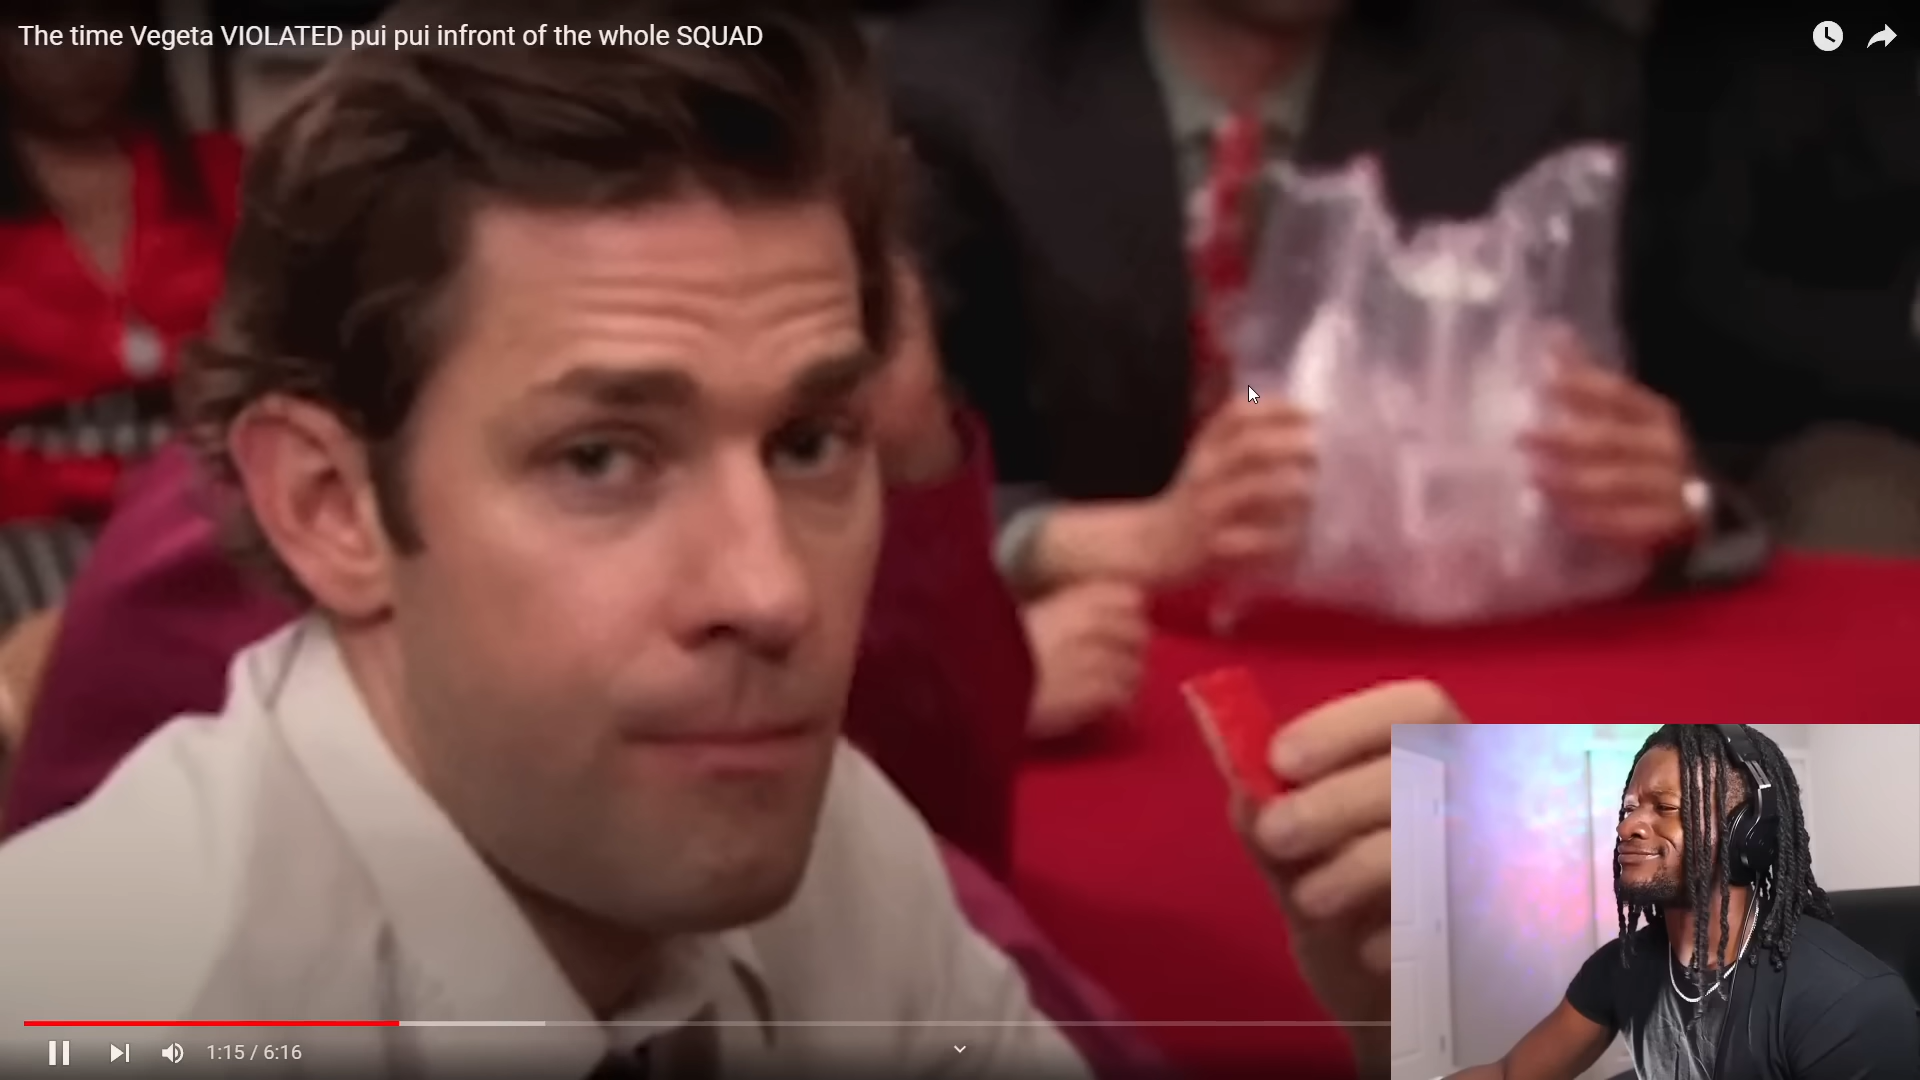 The time Vegeta VIOLATED pui pui infront of the whole SQUAD
1:15 / 6:16